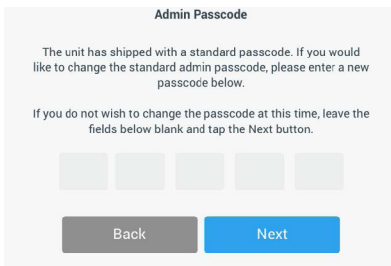 Admin Passcode
The unit has shipped with a standard passcode. If you would
like to change the standard admin passcode, please enter a new
passcode below.
If you do not wish to change the passcode at this time, leave the
fields below blank and tap the Next button.
Back Next